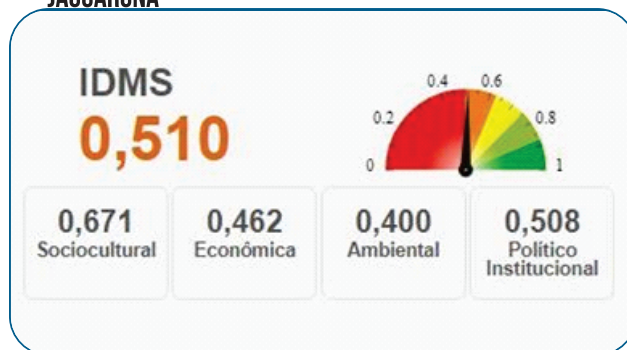 JAGUARUNA
IDMS
0,510
0
0.2
0.4
0.6
0.8
1
0,671
Sociocultural
0,462
Econômica
0,400
Ambiental
0,508
Político
Institucional